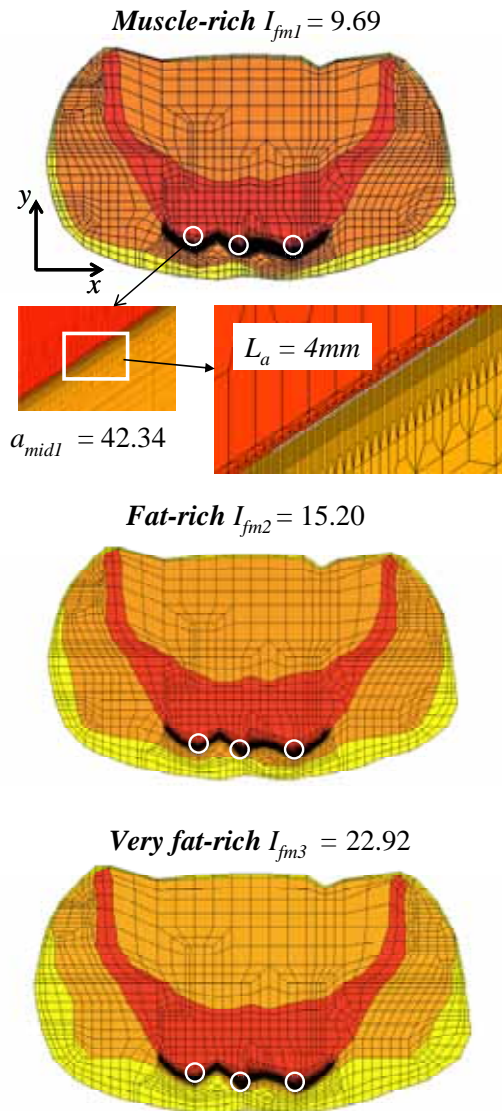 Muscle-rich I_fm1 = 9.69
y
x
L_a = 4mm
a_mid1 = 42.34
Fat-rich I_fm2 = 15.20
Very fat-rich I_fm3 = 22.92